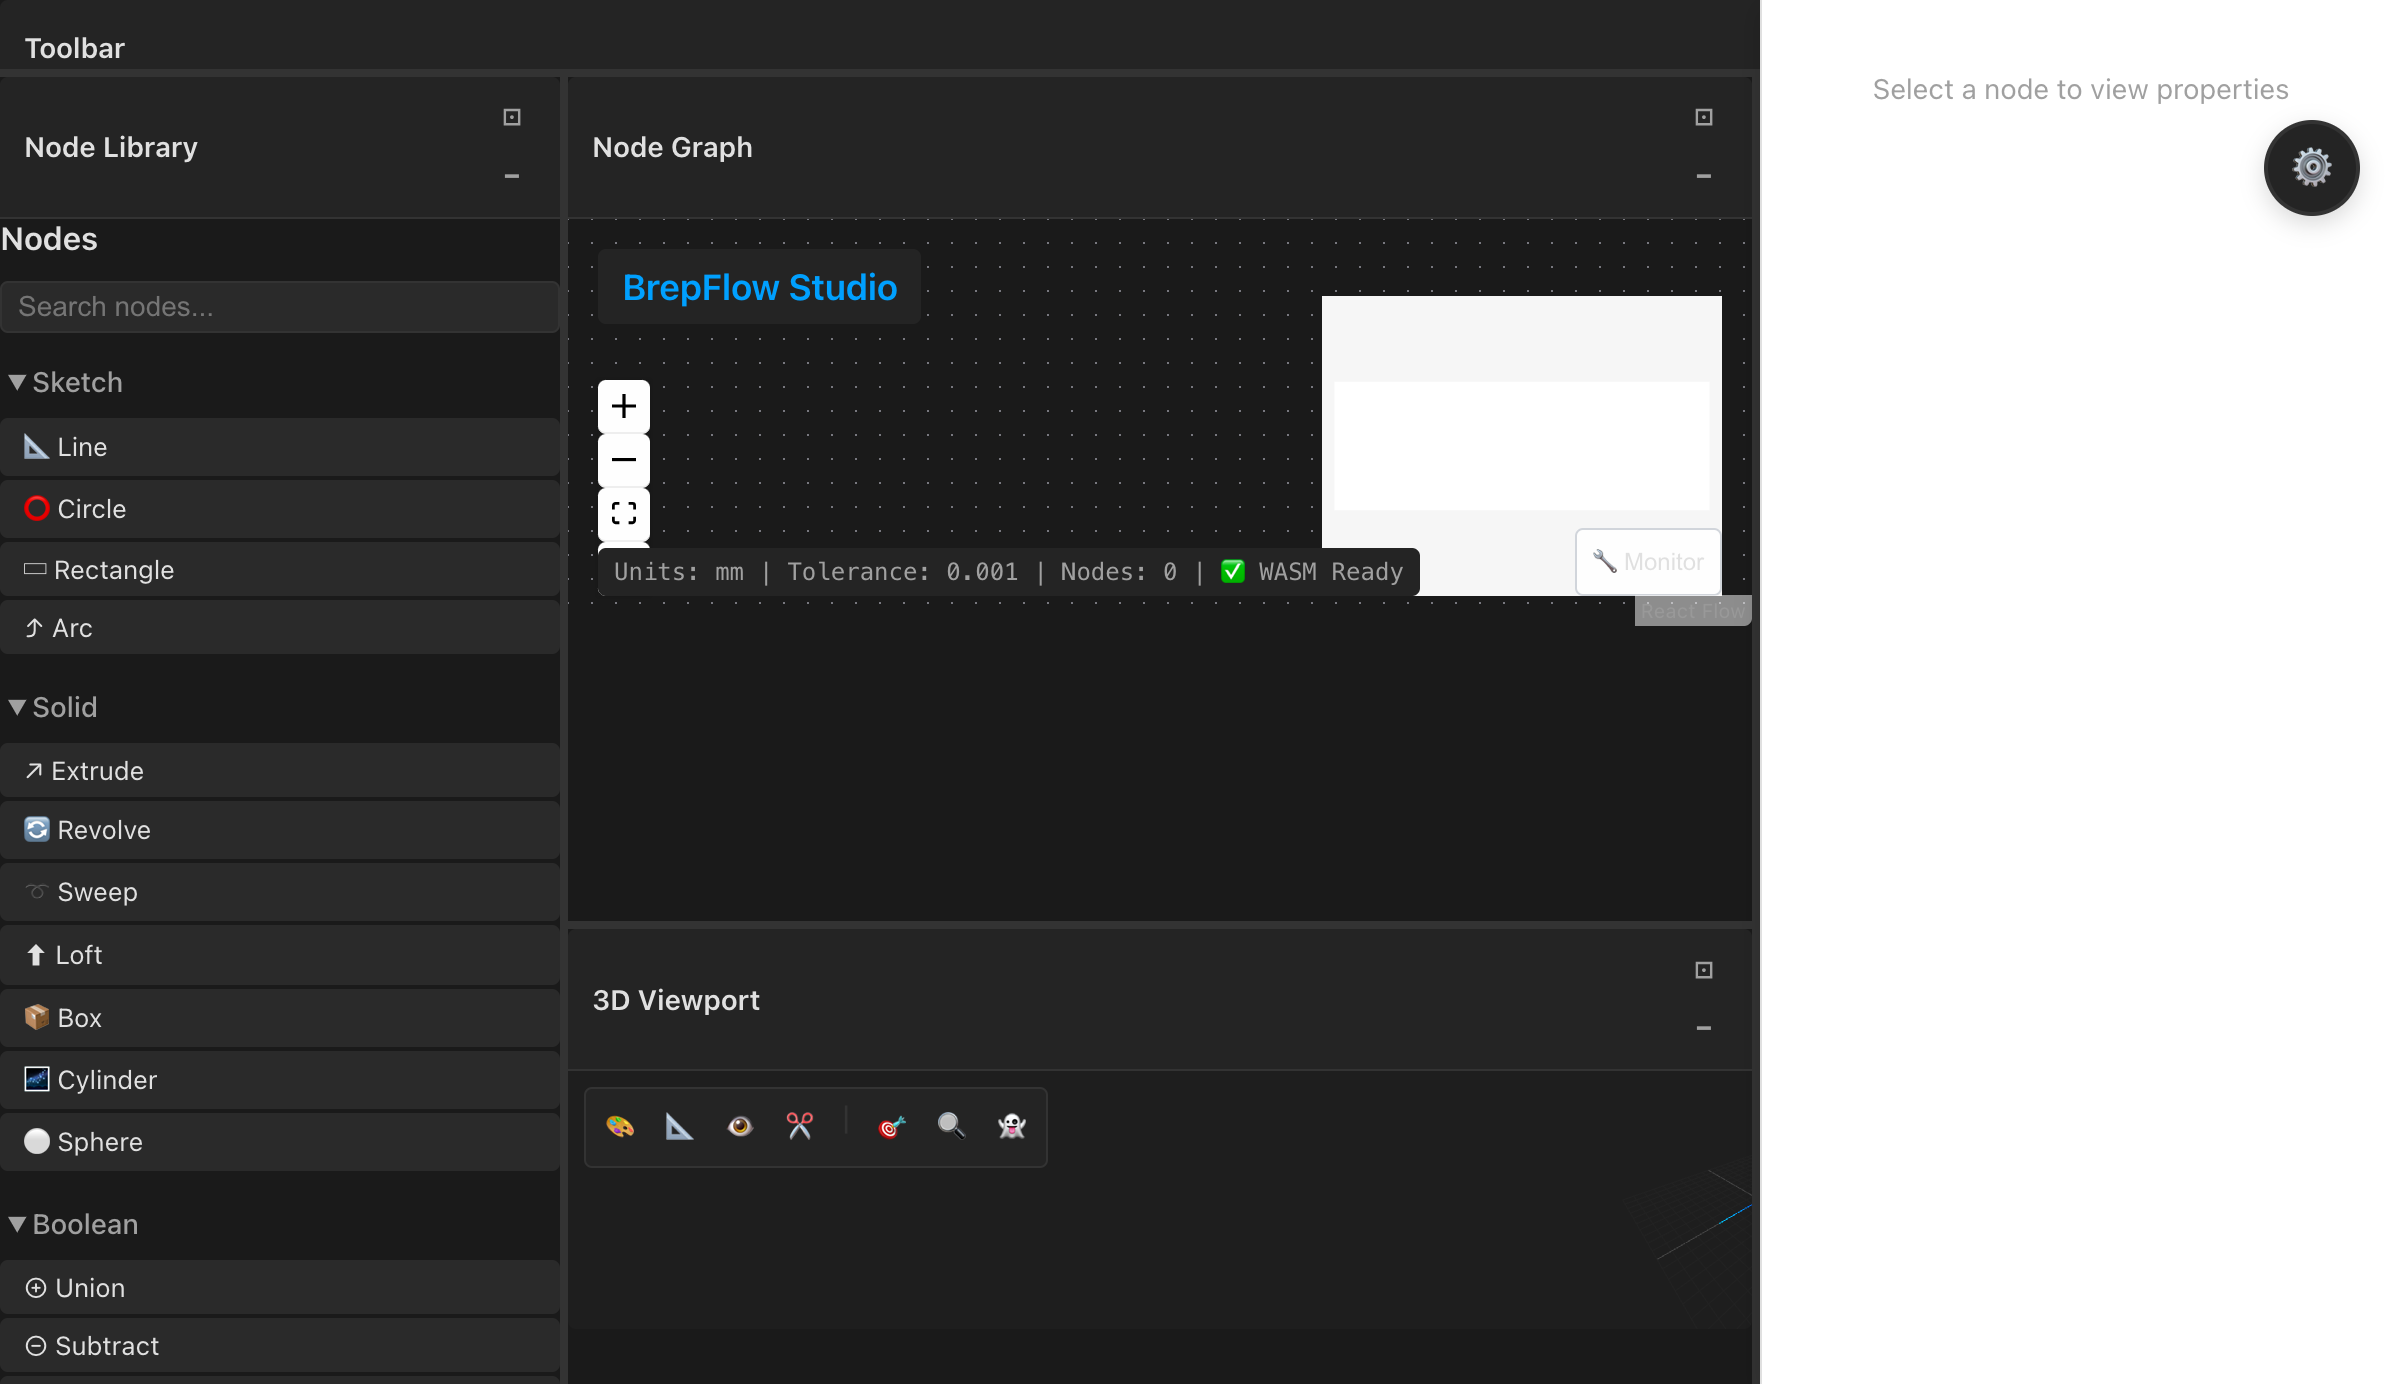 Toolbar
Node Library
Nodes
Search nodes...
Sketch
Line
Circle
Rectangle
Arc
Solid
Extrude
Revolve
Sweep
Loft
Box
Cylinder
Sphere
Boolean
Union
Subtract
Node Graph
BrepFlow Studio
Units: mm | Tolerance: 0.001 | Nodes: 0 | ✅ WASM Ready
Monitor
React Flow
3D Viewport
Select a node to view properties